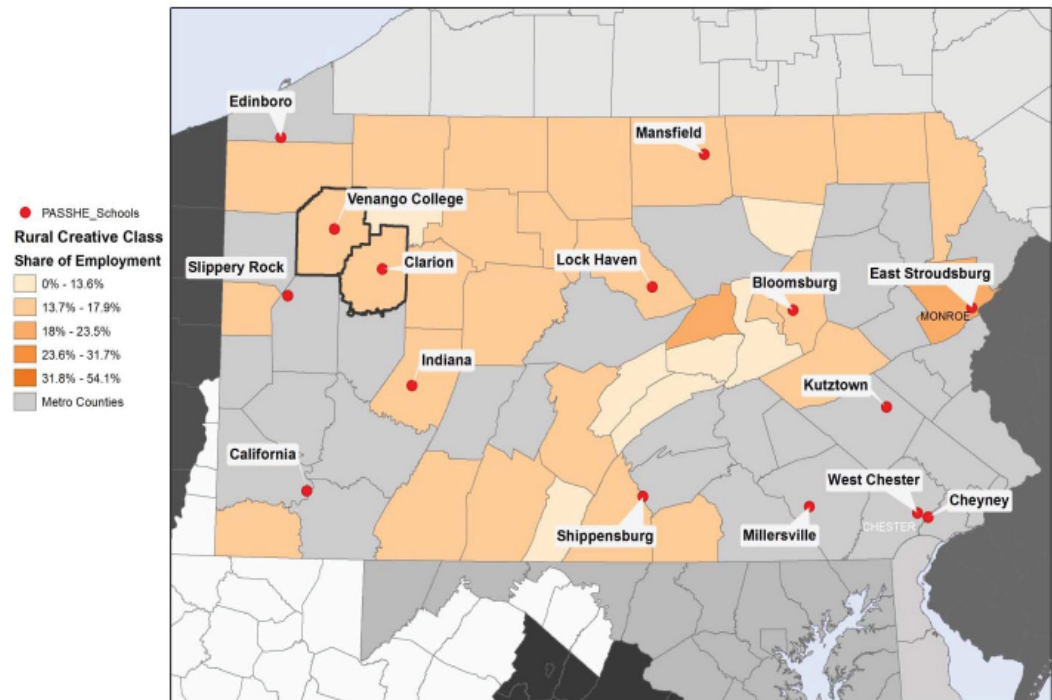 PASSHE_Schools
Rural Creative Class
Share of Employment
0% - 13.6%
13.7% - 17.9%
18% - 23.5%
23.6% - 31.7%
31.8% - 54.1%
Metro Counties
Edinboro
Mansfield
Venango College
Clarion
Slippery Rock
Lock Haven
Bloomsburg
East Stroudsburg
MONROE
Indiana
Kutztown
California
West Chester
Cheyney
CHESTER
Shippensburg
Millersville